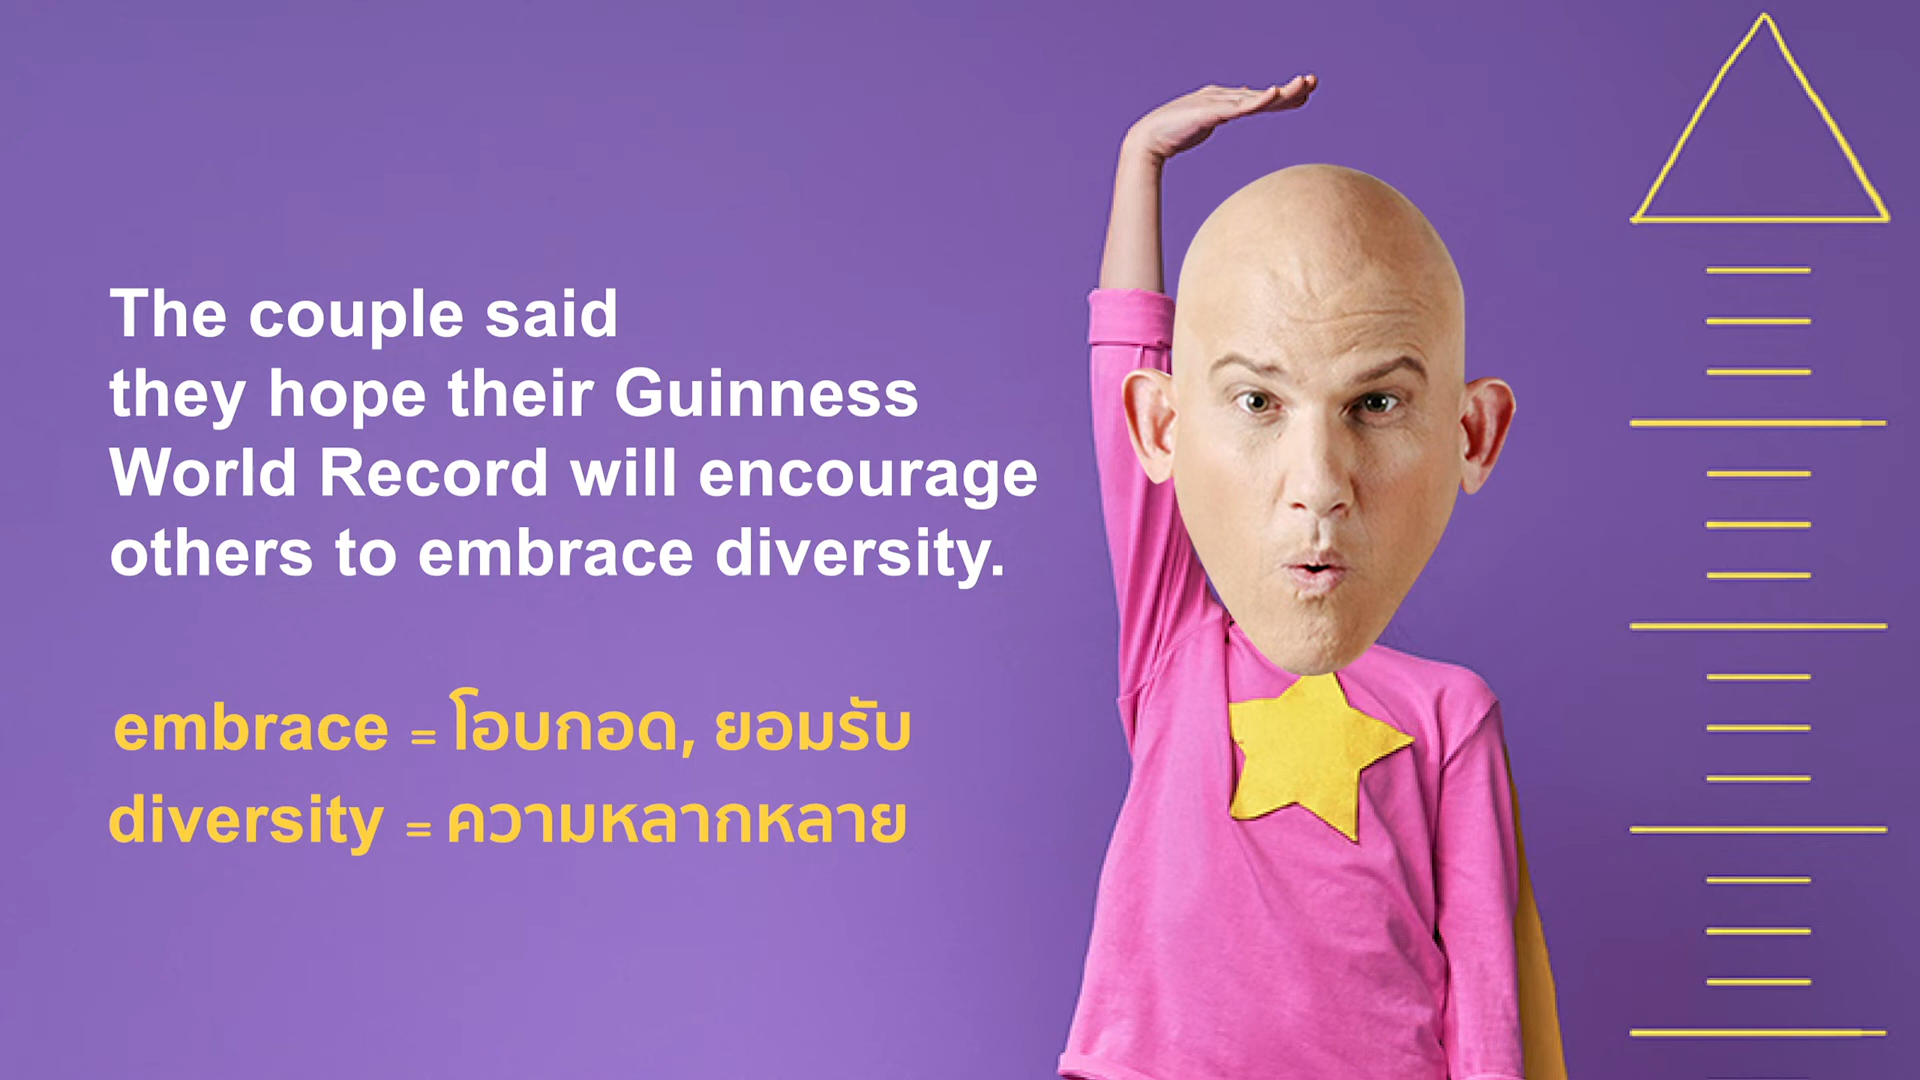 The couple said
they hope their Guinness
World Record will encourage
others to embrace diversity.
embrace = โอบกอด, ยอมรับ
diversity = ความหลากหลาย